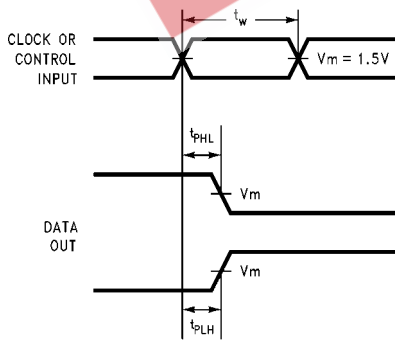 t_w
CLOCK OR
CONTROL
INPUT
Vm = 1.5V
t_PHL
Vm
DATA
OUT
Vm
t_PLH